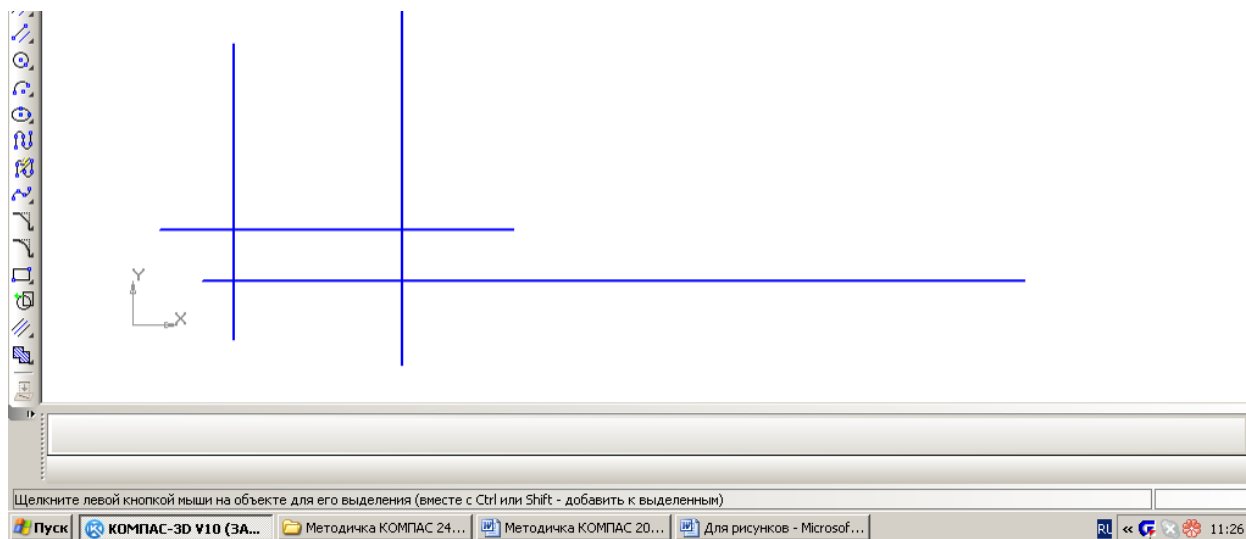 Y
X
Щелкните левой кнопкой мыши на объекте для его выделения (вместе с Ctrl или Shift - добавить к выделенным)
Пуск КОМПАС-3D V10 (ЗА... Методичка КОМПАС 24... Методичка КОМПАС 20... Для рисунков - Microsof... RU « 11:26